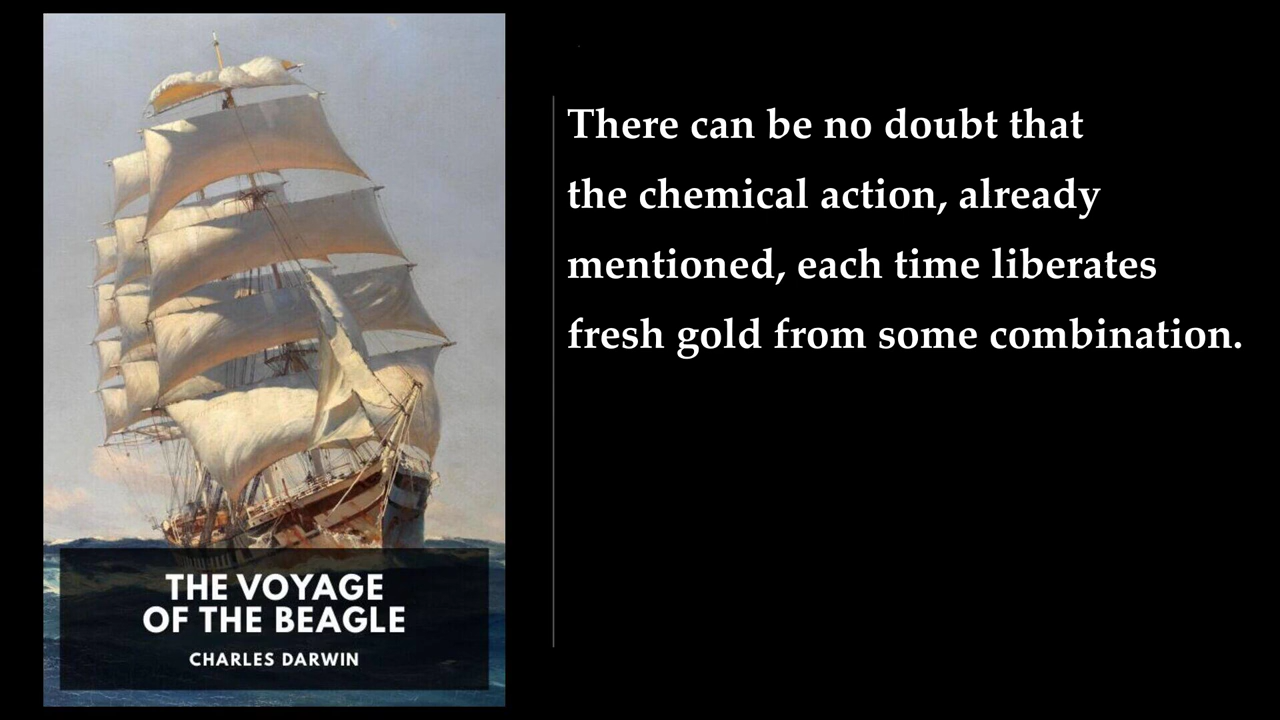 THE VOYAGE
OF THE BEAGLE
CHARLES DARWIN
There can be no doubt that
the chemical action, already
mentioned, each time liberates
fresh gold from some combination.